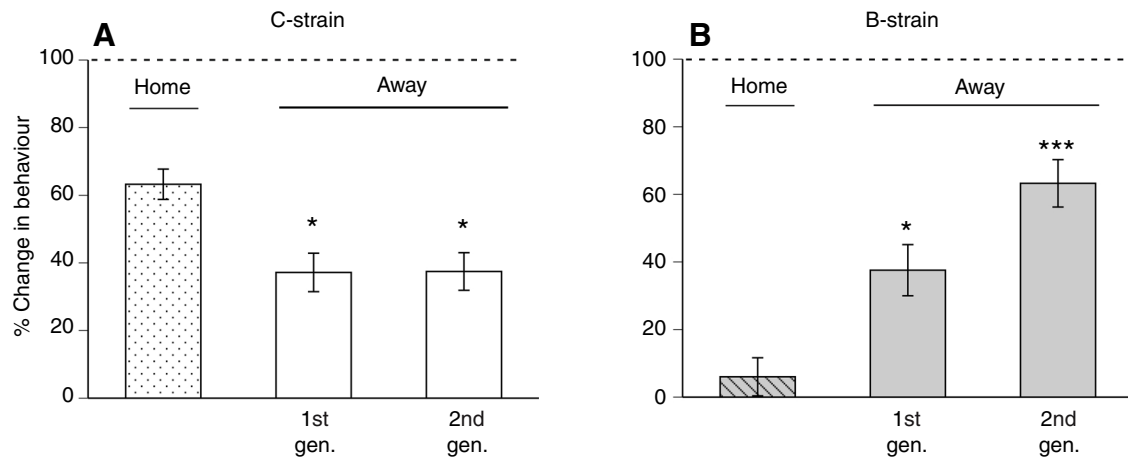 A
C-strain
100
Home
Away
80
60
40
20
0
% Change in behaviour
*
*
1st
gen.
2nd
gen.
B
B-strain
100
Home
Away
80
60
40
20
0
*
***
1st
gen.
2nd
gen.